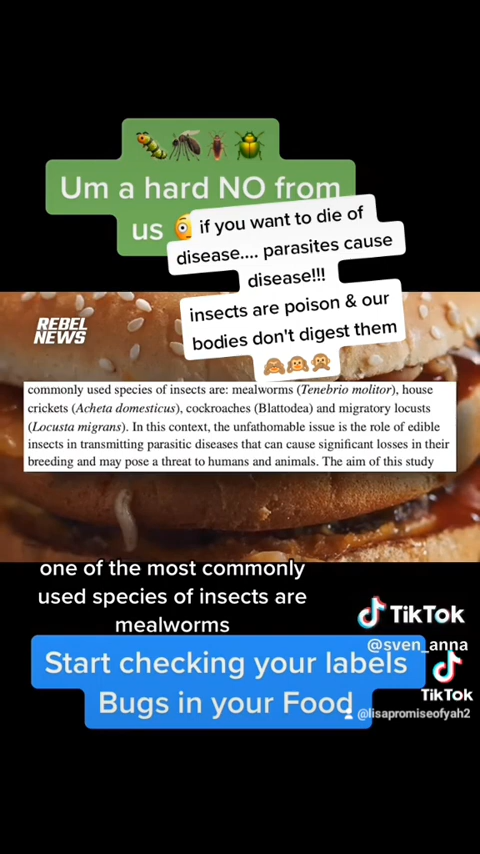 🐛🦟🪳🪲
Um a hard NO from
us 😳
if you want to die of
disease.... parasites cause
disease!!!
insects are poison & our
bodies don't digest them
🙈🙊
REBEL
NEWS
commonly used species of insects are: mealworms (Tenebrio molitor), house
crickets (Acheta domesticus), cockroaches (Blattodea) and migratory locusts
(Locusta migrans). In this context, the unfathomable issue is the role of edible
insects in transmitting parasitic diseases that can cause significant losses in their
breeding and may pose a threat to humans and animals. The aim of this study
one of the most commonly
used species of insects are
mealworms
TikTok
@sven_anna
Start checking your labels
Bugs in your Food
TikTok
@lisapromiseofyah2